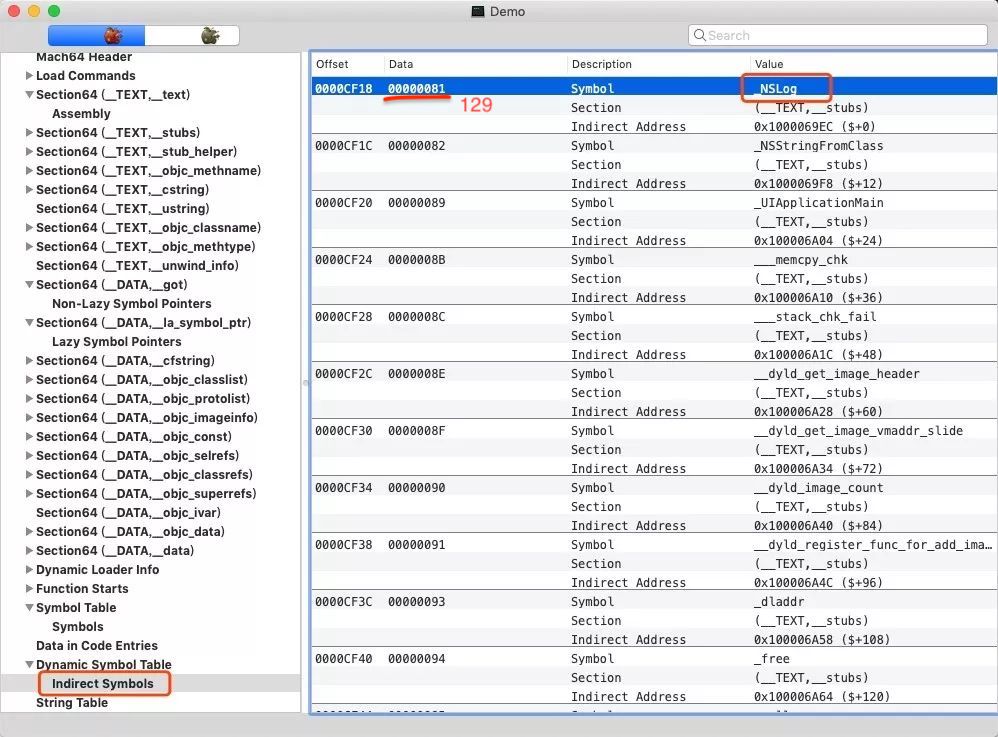 Demo
Search
Mach64 Header
Load Commands
Section64 (__TEXT,__text)
Assembly
Section64 (__TEXT,__stubs)
Section64 (__TEXT,__stub_helper)
Section64 (__TEXT,__objc_methname)
Section64 (__TEXT,__cstring)
Section64 (__TEXT,__ustring)
Section64 (__TEXT,__objc_classname)
Section64 (__TEXT,__objc_methtype)
Section64 (__TEXT,__unwind_info)
Section64 (__DATA,__got)
Non-Lazy Symbol Pointers
Section64 (__DATA,__la_symbol_ptr)
Lazy Symbol Pointers
Section64 (__DATA,__cfstring)
Section64 (__DATA,__objc_classlist)
Section64 (__DATA,__objc_protolist)
Section64 (__DATA,__objc_imageinfo)
Section64 (__DATA,__objc_const)
Section64 (__DATA,__objc_selrefs)
Section64 (__DATA,__objc_classrefs)
Section64 (__DATA,__objc_superrefs)
Section64 (__DATA,__objc_ivar)
Section64 (__DATA,__objc_data)
Section64 (__DATA,__data)
Dynamic Loader Info
Function Starts
Symbol Table
Symbols
Data in Code Entries
Dynamic Symbol Table
Indirect Symbols
String Table
Offset Data Description Value
0000CF18 00000081 Symbol _NSLog
129
Section (__TEXT,__stubs)
Indirect Address 0x1000069EC ($+0)
0000CF1C 00000082 Symbol _NSStringFromClass
Section (__TEXT,__stubs)
Indirect Address 0x1000069F8 ($+12)
0000CF20 00000089 Symbol _UIApplicationMain
Section (__TEXT,__stubs)
Indirect Address 0x100006A04 ($+24)
0000CF24 0000008B Symbol ___memcpy_chk
Section (__TEXT,__stubs)
Indirect Address 0x100006A10 ($+36)
0000CF28 0000008C Symbol ___stack_chk_fail
Section (__TEXT,__stubs)
Indirect Address 0x100006A1C ($+48)
0000CF2C 0000008E Symbol __dyld_get_image_header
Section (__TEXT,__stubs)
Indirect Address 0x100006A28 ($+60)
0000CF30 0000008F Symbol __dyld_get_image_vmaddr_slide
Section (__TEXT,__stubs)
Indirect Address 0x100006A34 ($+72)
0000CF34 00000090 Symbol __dyld_image_count
Section (__TEXT,__stubs)
Indirect Address 0x100006A40 ($+84)
0000CF38 00000091 Symbol __dyld_register_func_for_add_ima…
Section (__TEXT,__stubs)
Indirect Address 0x100006A4C ($+96)
0000CF3C 00000093 Symbol _dladdr
Section (__TEXT,__stubs)
Indirect Address 0x100006A58 ($+108)
0000CF40 00000094 Symbol _free
Section (__TEXT,__stubs)
Indirect Address 0x100006A64 ($+120)